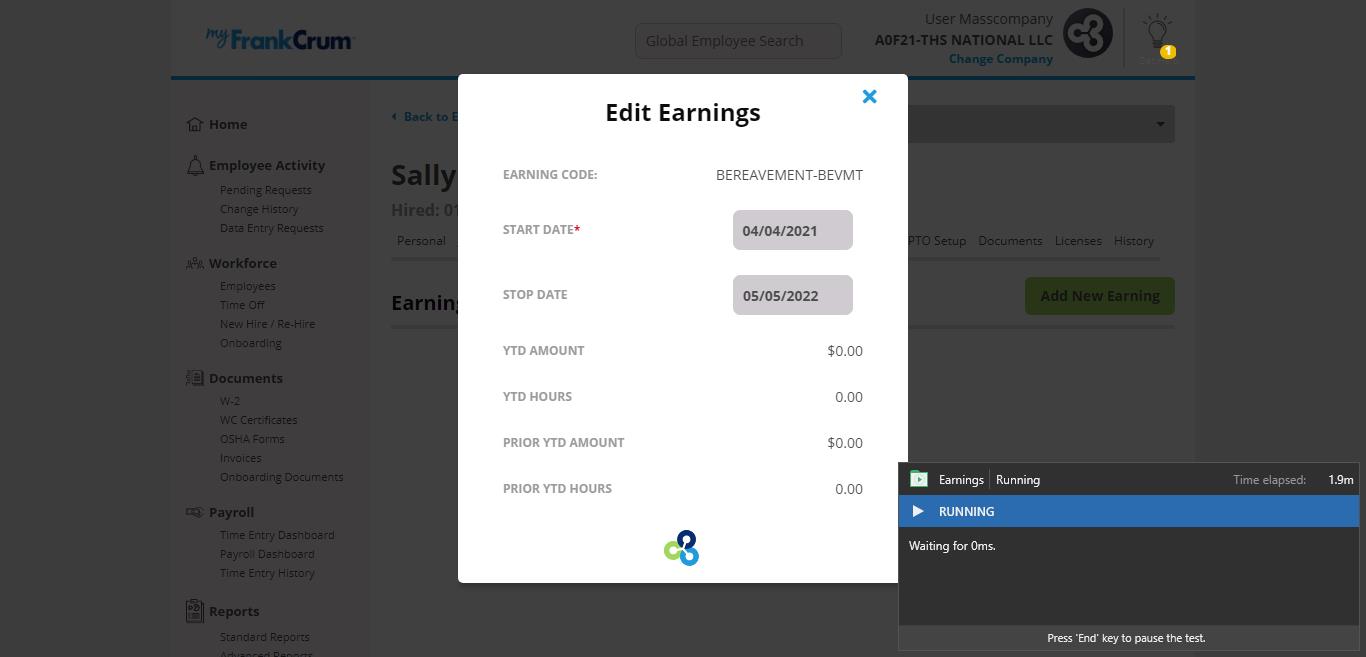 my FrankCrum
Global Employee Search
User Masscompany
A0F21-THS NATIONAL LLC
Change Company
1
Home
Employee Activity
Pending Requests
Change History
Data Entry Requests
Workforce
Employees
Time Off
New Hire / Re-Hire
Onboarding
Documents
W-2
WC Certificates
OSHA Forms
Invoices
Onboarding Documents
Payroll
Time Entry Dashboard
Payroll Dashboard
Time Entry History
Reports
Standard Reports
Advanced Reports
Back to E
Sally
Hired: 01
Personal
PTO Setup Documents Licenses History
Earning
Add New Earning
Edit Earnings
EARNING CODE: BEREAVEMENT-BEVMT
START DATE* 04/04/2021
STOP DATE 05/05/2022
YTD AMOUNT $0.00
YTD HOURS 0.00
PRIOR YTD AMOUNT $0.00
PRIOR YTD HOURS 0.00
Earnings Running Time elapsed: 1.9m
RUNNING
Waiting for 0ms.
Press 'End' key to pause the test.